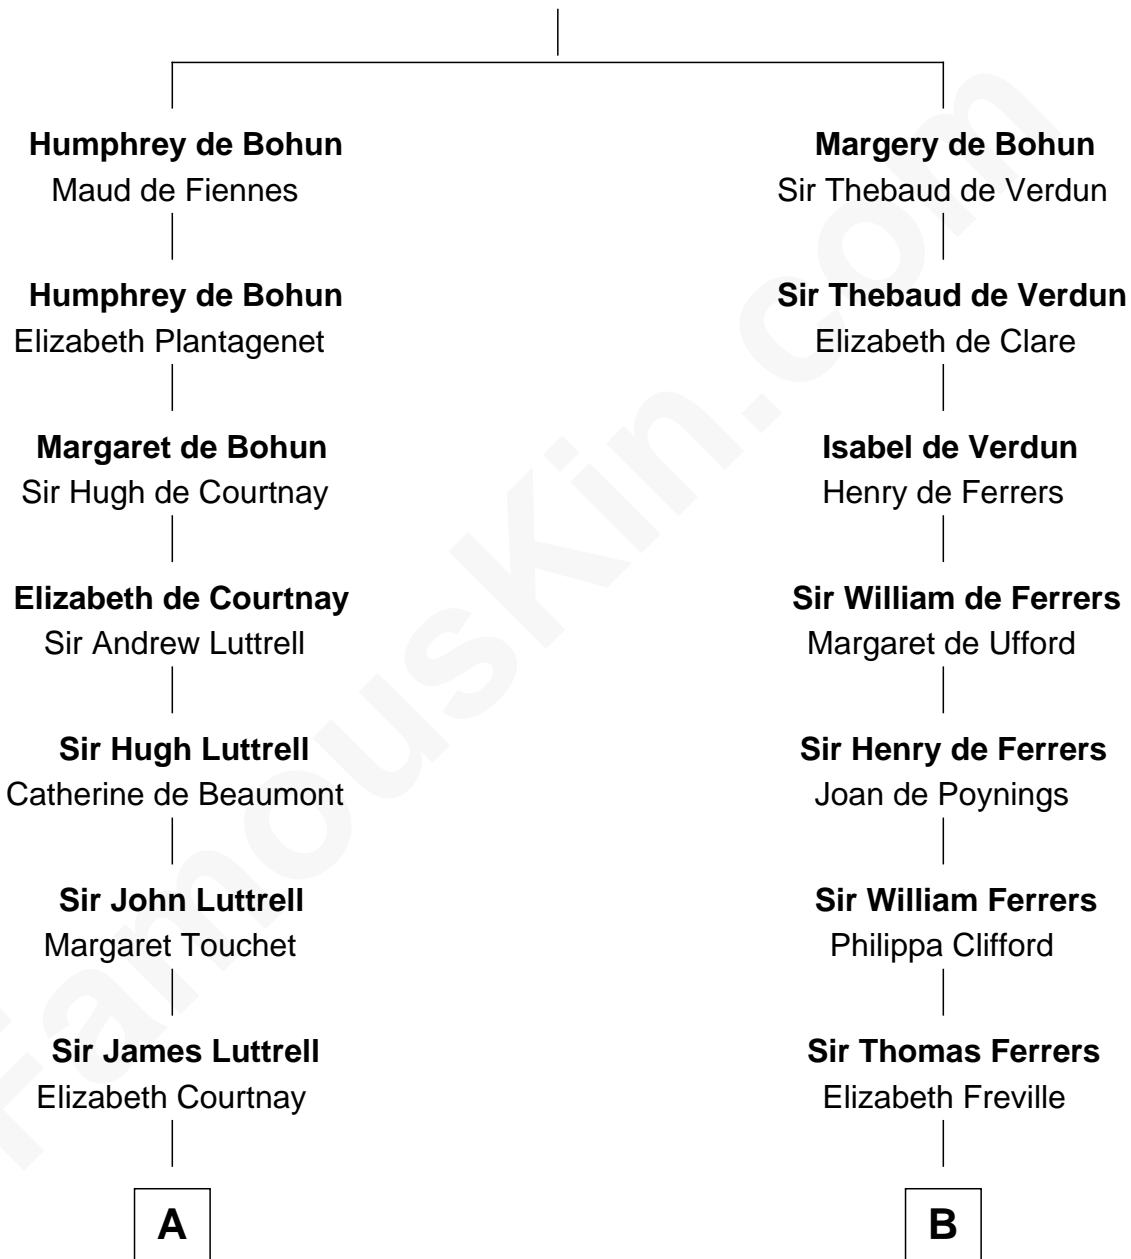 Humphrey de Bohun
Maud de Fiennes
Humphrey de Bohun
Elizabeth Plantagenet
Margaret de Bohun
Sir Hugh de Courtnay
Elizabeth de Courtnay
Sir Andrew Luttrell
Sir Hugh Luttrell
Catherine de Beaumont
Sir John Luttrell
Margaret Touchet
Sir James Luttrell
Elizabeth Courtnay
A
Margery de Bohun
Sir Thebaud de Verdun
Sir Thebaud de Verdun
Elizabeth de Clare
Isabel de Verdun
Henry de Ferrers
Sir William de Ferrers
Margaret de Ufford
Sir Henry de Ferrers
Joan de Poynings
Sir William Ferrers
Philippa Clifford
Sir Thomas Ferrers
Elizabeth Freville
B
FamousKin.com